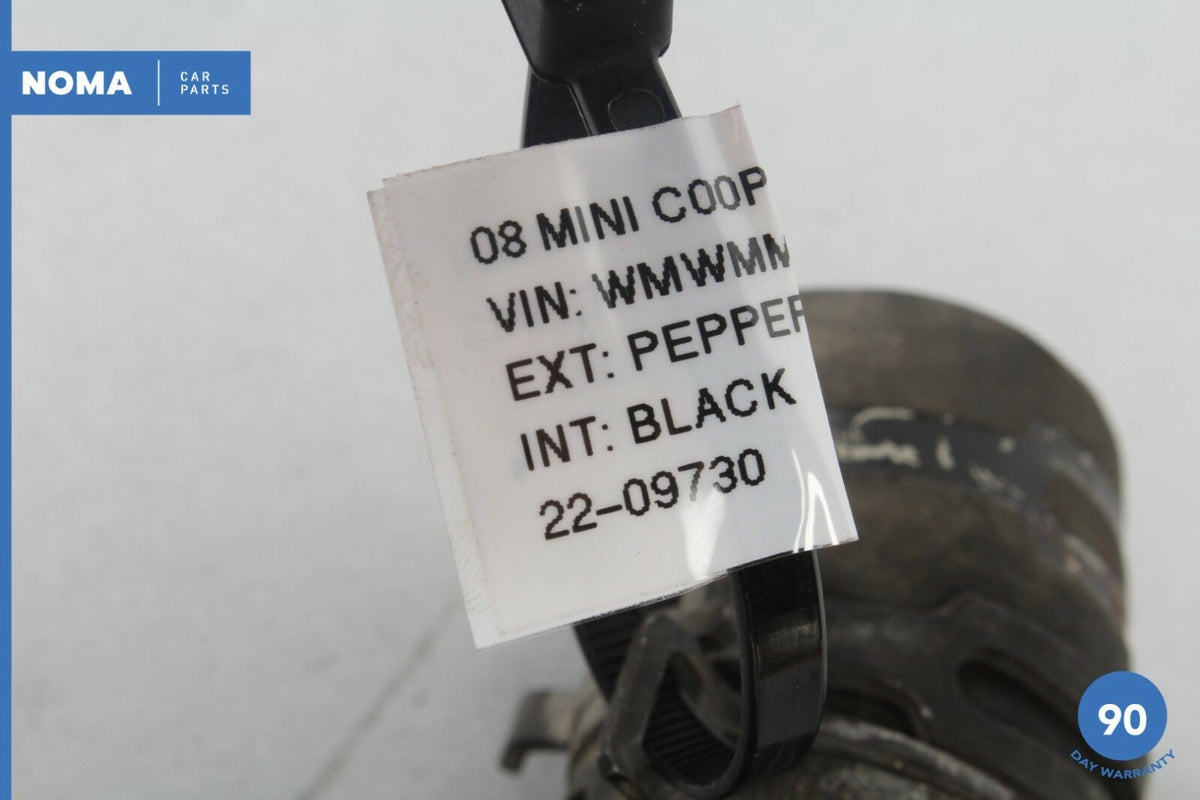 NOMA
CAR
PARTS
08 MINI COOP
VIN: WMWMM
EXT: PEPPER
INT: BLACK
22-09730
90
DAY WARRANTY